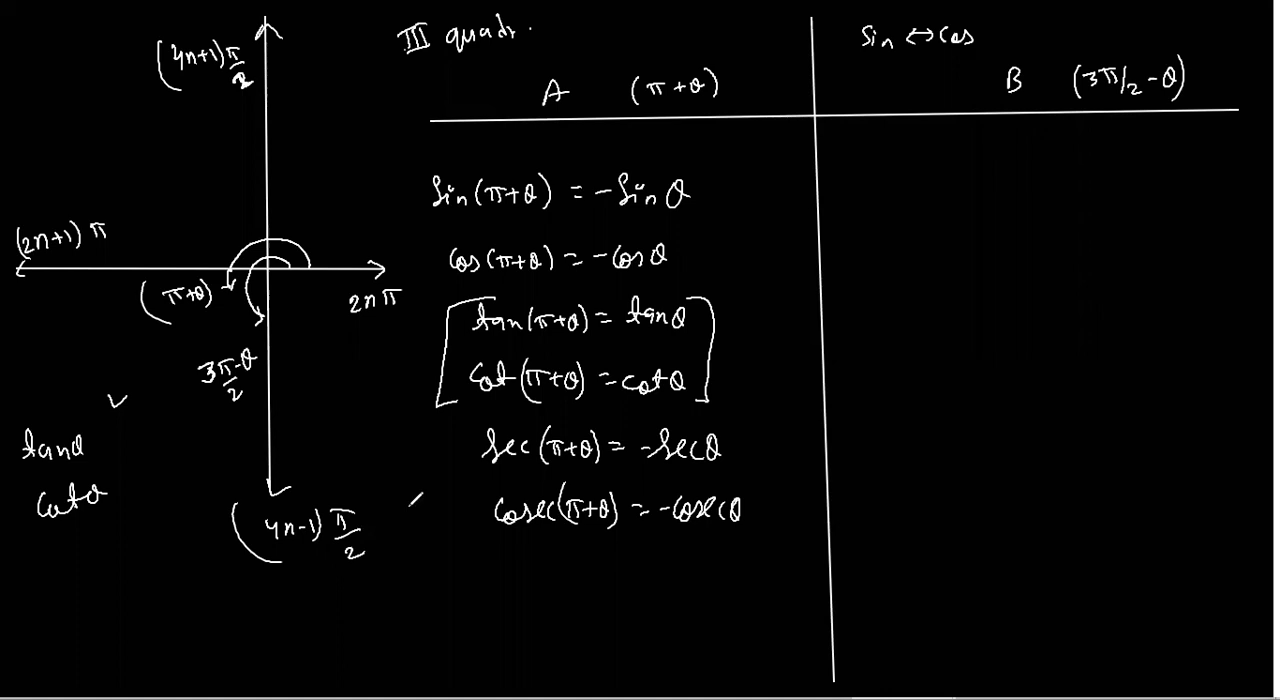 III quadr.
Sin ↔ Cos
A (π+θ)
B (3π/2 - θ)
(4n+1)π/2
(2n+1)π
2nπ
(π+θ)
3π/2 - θ
(4n-1)π/2
tanθ
cotθ
Sin(π+θ) = -Sinθ
Cos(π+θ) = -Cosθ
tan(π+θ) = tanθ
Cot(π+θ) = cotθ
Sec(π+θ) = -Secθ
Cosec(π+θ) = -Cosecθ